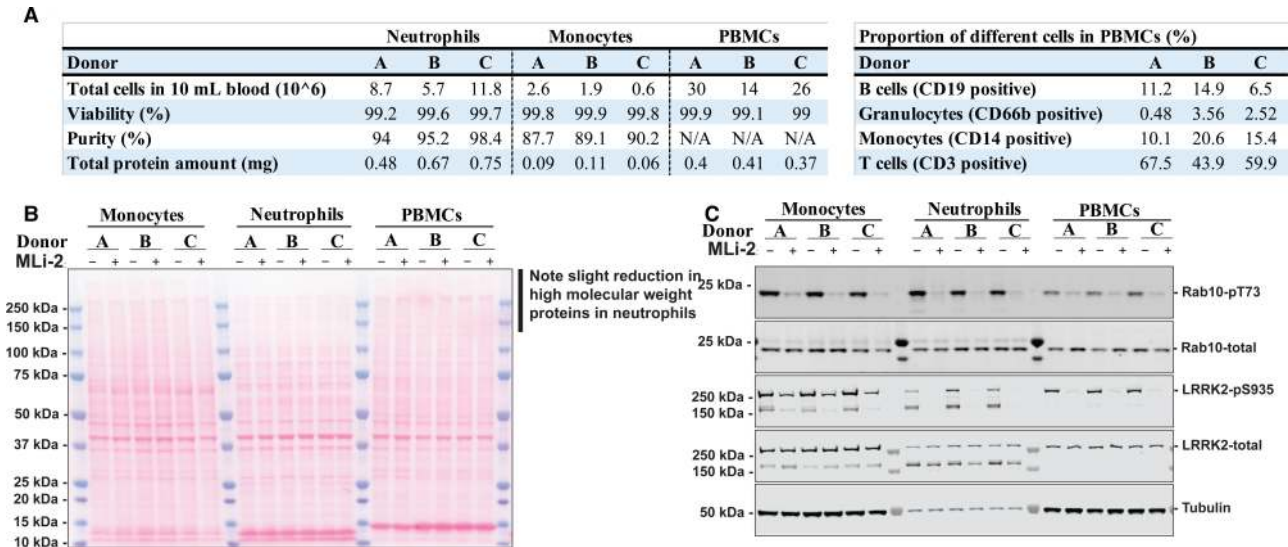 A
Neutrophils Monocytes PBMCs
Donor A B C A B C A B C
Total cells in 10 mL blood (10^6) 8.7 5.7 11.8 2.6 1.9 0.6 30 14 26
Viability (%) 99.2 99.6 99.7 99.8 99.9 99.8 99.9 99.1 99
Purity (%) 94 95.2 98.4 87.7 89.1 90.2 N/A N/A N/A
Total protein amount (mg) 0.48 0.67 0.75 0.09 0.11 0.06 0.4 0.41 0.37
Proportion of different cells in PBMCs (%)
Donor A B C
B cells (CD19 positive) 11.2 14.9 6.5
Granulocytes (CD66b positive) 0.48 3.56 2.52
Monocytes (CD14 positive) 10.1 20.6 15.4
T cells (CD3 positive) 67.5 43.9 59.9
B
Monocytes Neutrophils PBMCs
Donor A B C A B C A B C
MLi-2 - + - + - + - + - + - + - + - + - +
250 kDa -
150 kDa -
100 kDa -
75 kDa -
50 kDa -
37 kDa -
25 kDa -
20 kDa -
15 kDa -
10 kDa -
Note slight reduction in
high molecular weight
proteins in neutrophils
C
Monocytes Neutrophils PBMCs
Donor A B C A B C A B C
MLi-2 - + - + - + - + - + - + - + - + - +
25 kDa - - Rab10-pT73
25 kDa - - Rab10-total
250 kDa - - LRRK2-pS935
150 kDa -
250 kDa - - LRRK2-total
150 kDa -
50 kDa - - Tubulin